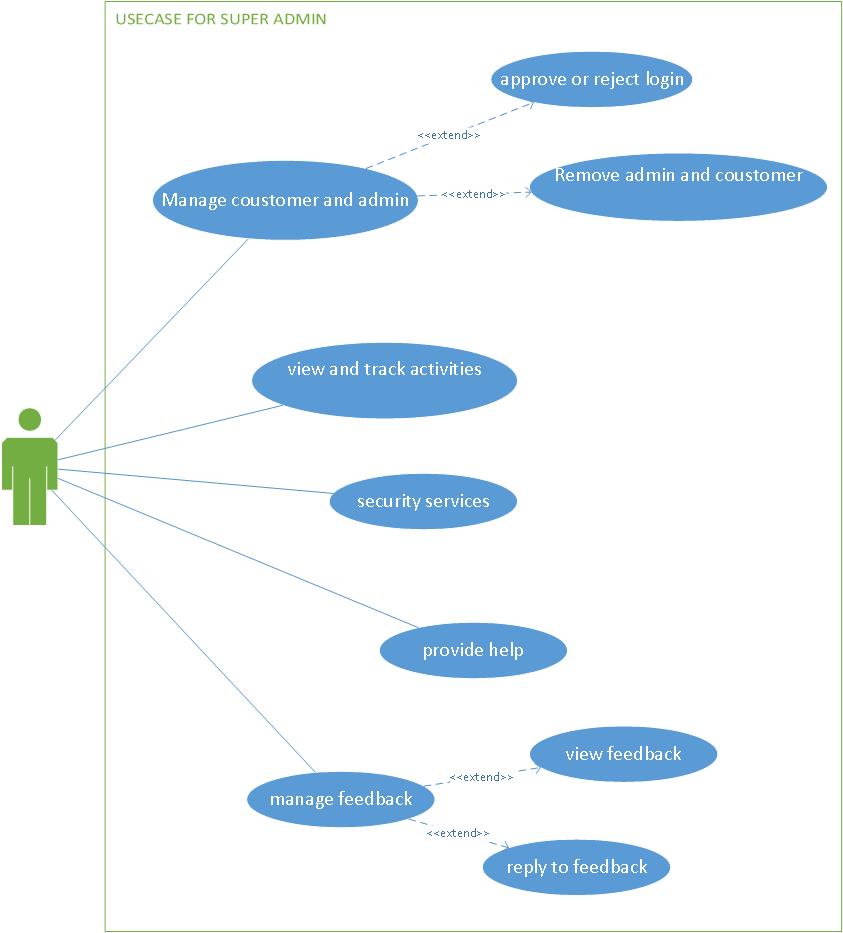 USECASE FOR SUPER ADMIN
approve or reject login
<<extend>>
Remove admin and coustomer
<<extend>>
Manage coustomer and admin
view and track activities
security services
provide help
view feedback
<<extend>>
manage feedback
<<extend>>
reply to feedback